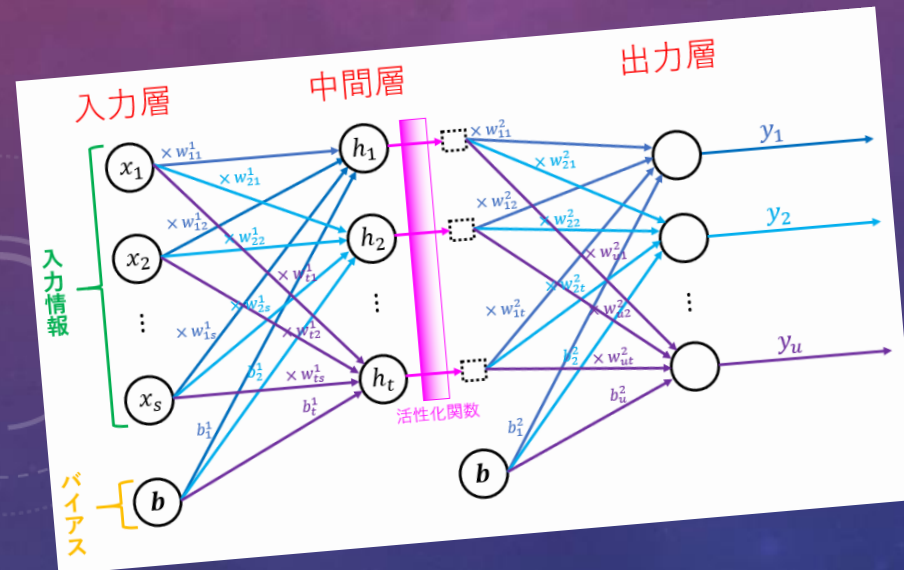 入力層
中間層
出力層
入力情報
バイアス
活性化関数
x₁
x₂
⋮
xₛ
b
h₁
h₂
⋮
hₜ
b
⋮
y₁
y₂
yᵤ
× w¹₁₁
× w¹₂₁
× w¹₁₂
× w¹₂₂
× w¹ₜ₁
× w¹₂ₛ
× w¹₁ₛ
× w¹ₜ₂
× w¹ₜₛ
b¹₁
b¹₂
b¹ₜ
× w²₁₁
× w²₂₁
× w²₁₂
× w²₂₂
× w²ᵤ₁
× w²₂ₜ
× w²ᵤ₂
× w²₁ₜ
× w²ᵤₜ
b²₁
b²₂
b²ᵤ